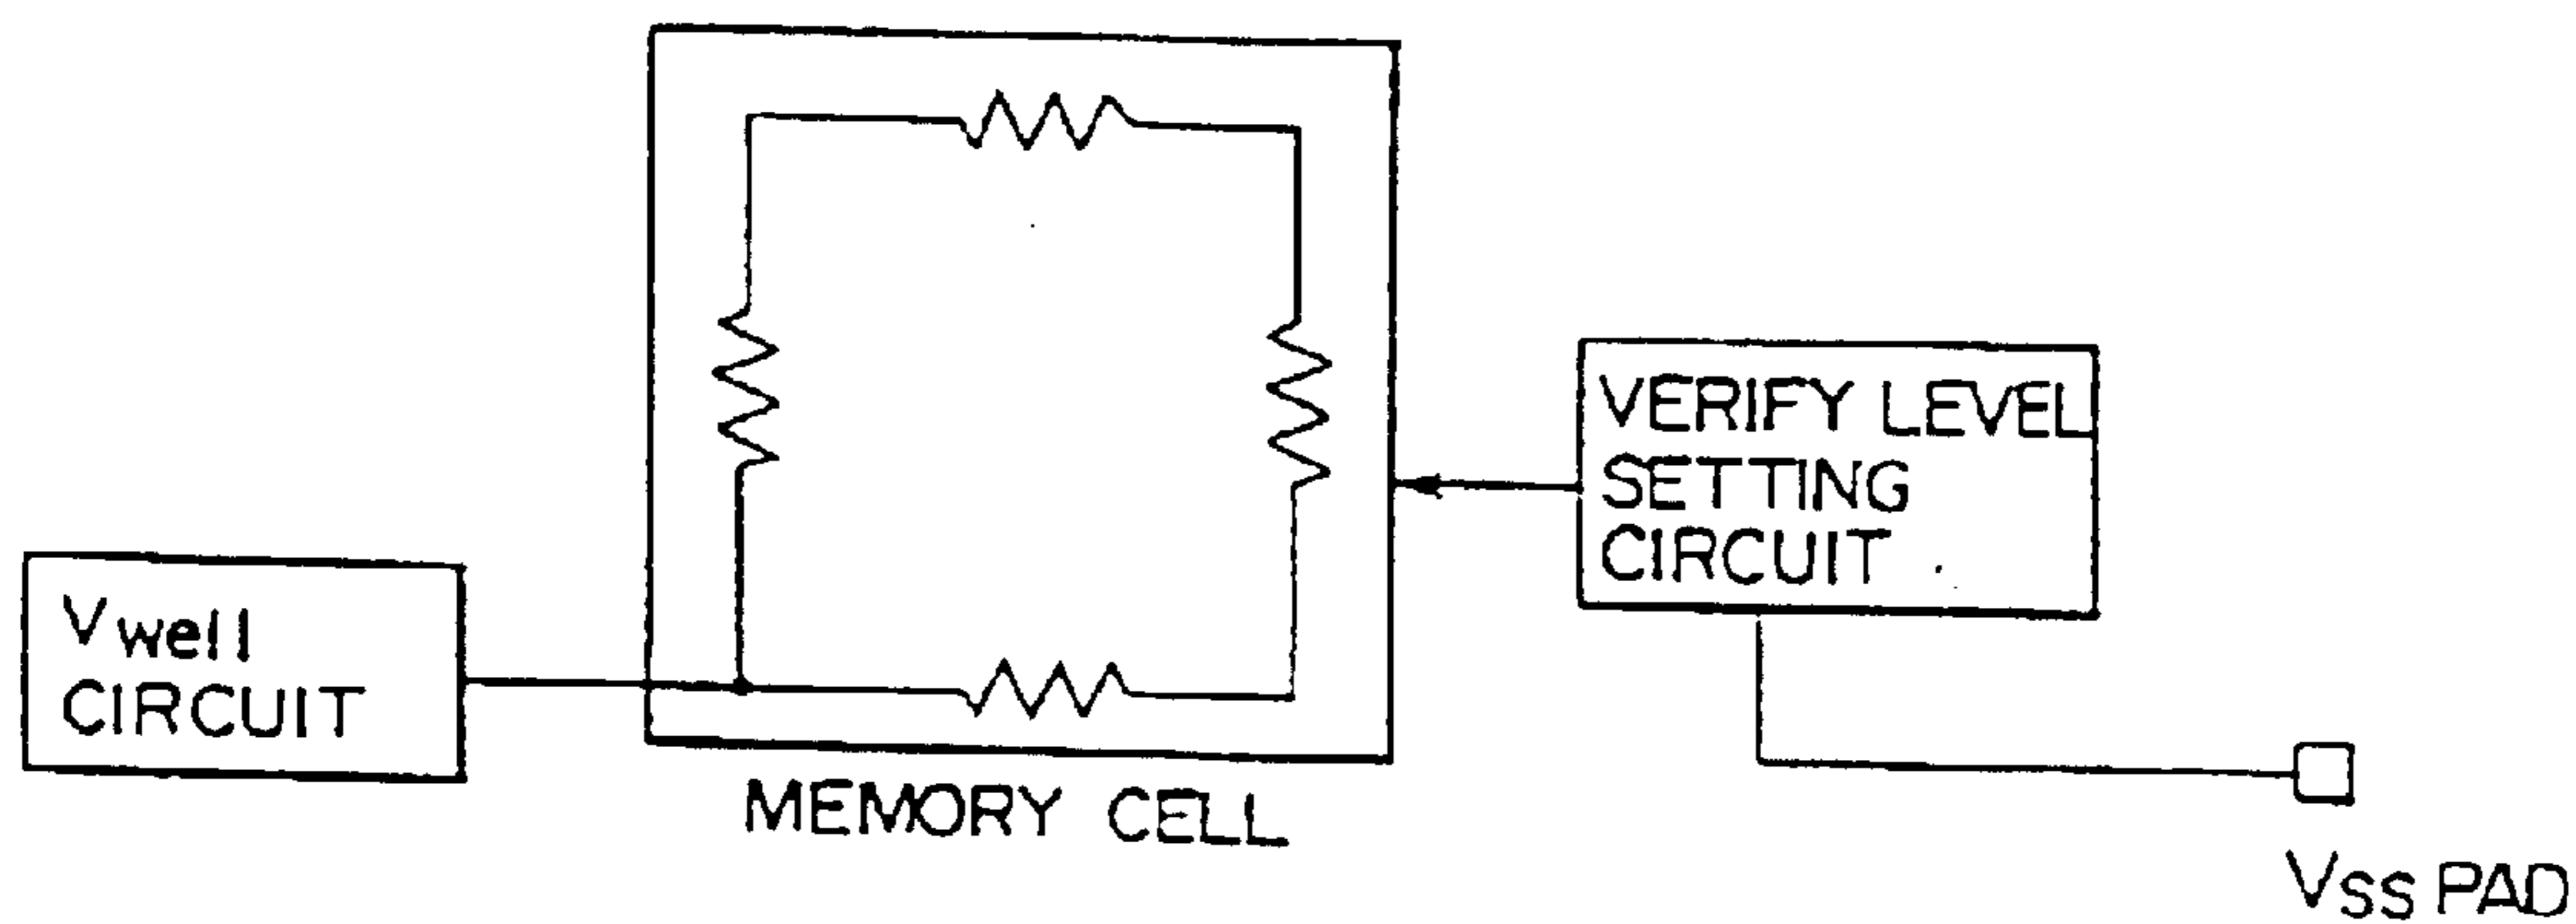 VERIFY LEVEL
SETTING
CIRCUIT
Vwell
CIRCUIT
MEMORY CELL
VSS PAD